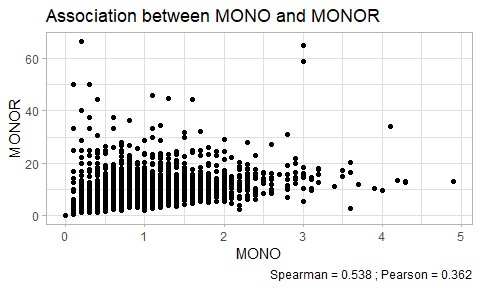 Association between MONO and MONOR
MONOR
60
40
20
0
0 1 2 3 4 5
MONO
Spearman = 0.538 ; Pearson = 0.362